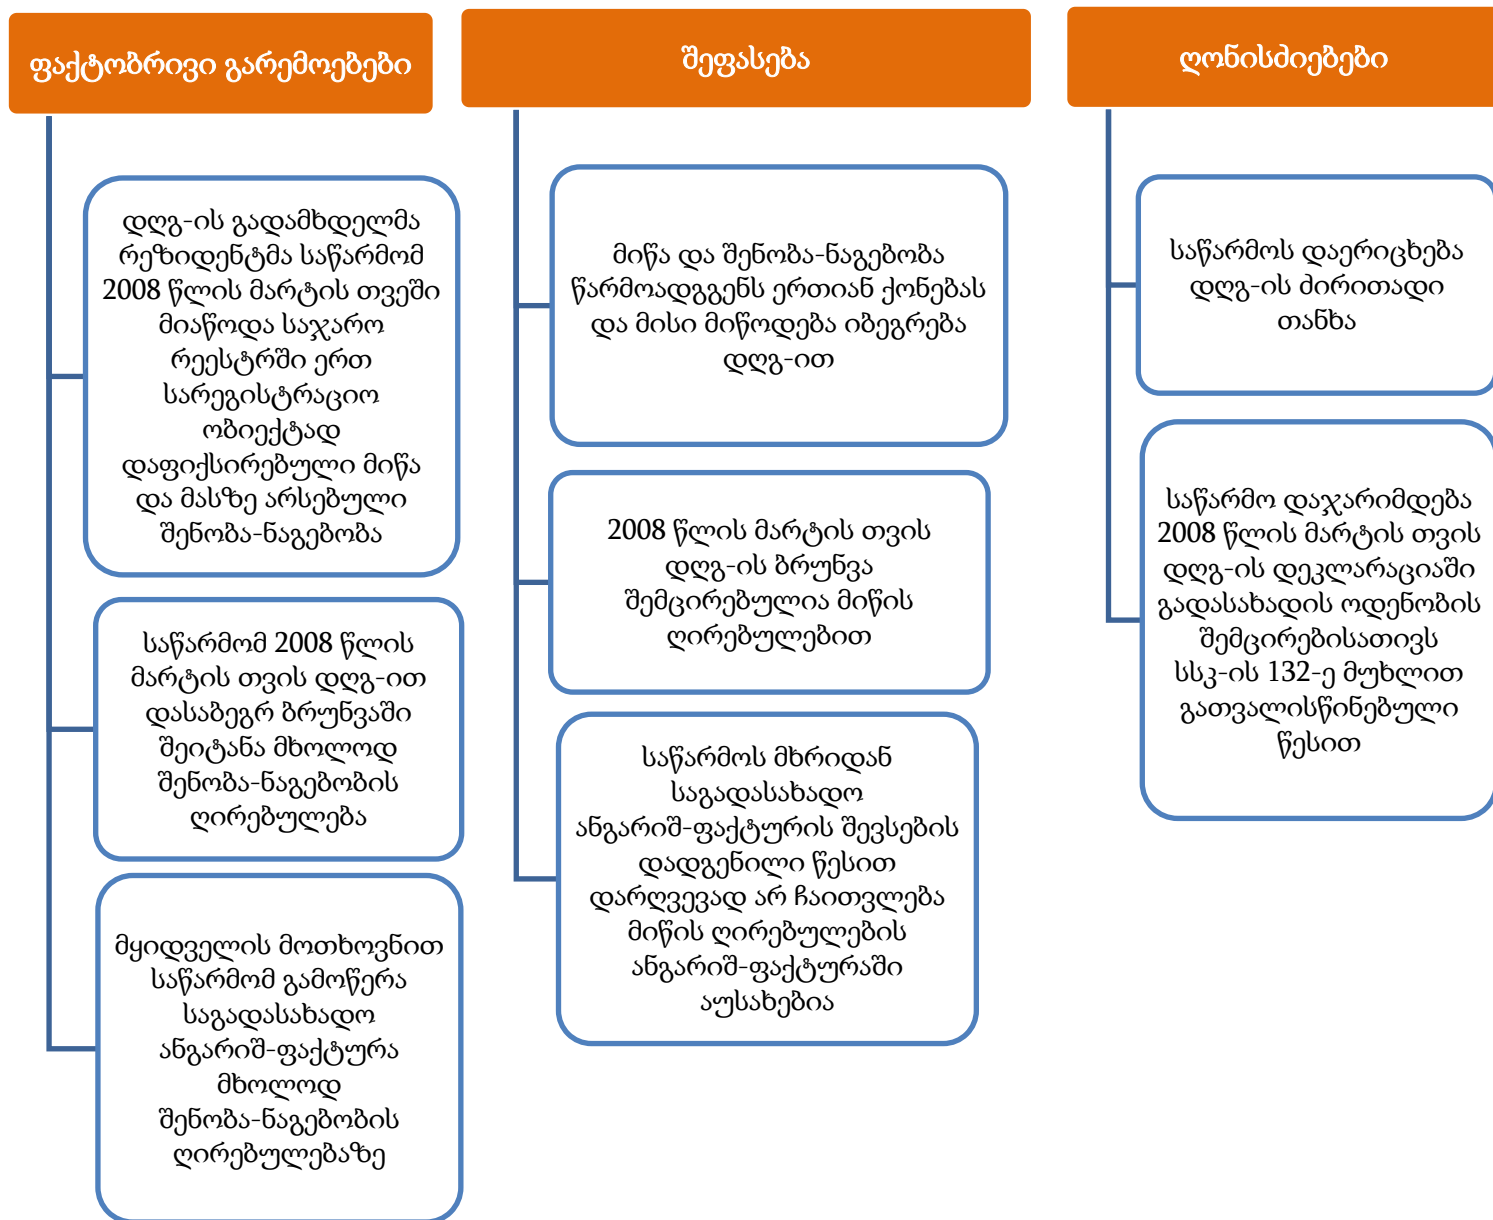 ფაქტობრივი გარემოებები
დღგ-ის გადამხდელმა
რეზიდენტმა საწარმომ
2008 წლის მარტის თვეში
მიაწოდა საჯარო
რეესტრში ერთ
სარეგისტრაციო
ობიექტად
დაფიქსირებული მიწა
და მასზე არსებული
შენობა-ნაგებობა
საწარმომ 2008 წლის
მარტის თვის დღგ-ით
დასაბეგრ ბრუნვაში
შეიტანა მხოლოდ
შენობა-ნაგებობის
ღირებულება
მყიდველის მოთხოვნით
საწარმომ გამოწერა
საგადასახადო
ანგარიშ-ფაქტურა
მხოლოდ
შენობა-ნაგებობის
ღირებულებაზე
შეფასება
მიწა და შენობა-ნაგებობა
წარმოადგგენს ერთიან ქონებას
და მისი მიწოდება იბეგრება
დღგ-ით
2008 წლის მარტის თვის
დღგ-ის ბრუნვა
შემცირებულია მიწის
ღირებულებით
საწარმოს მხრიდან
საგადასახადო
ანგარიშ-ფაქტურის შევსების
დადგენილი წესით
დარღვევად არ ჩაითვლება
მიწის ღირებულების
ანგარიშ-ფაქტურაში
აუსახებია
ღონისძიებები
საწარმოს დაერიცხება
დღგ-ის ძირითადი
თანხა
საწარმო დაჯარიმდება
2008 წლის მარტის თვის
დღგ-ის დეკლარაციაში
გადასახადის ოდენობის
შემცირებისათივს
სსკ-ის 132-ე მუხლით
გათვალისწინებული
წესით